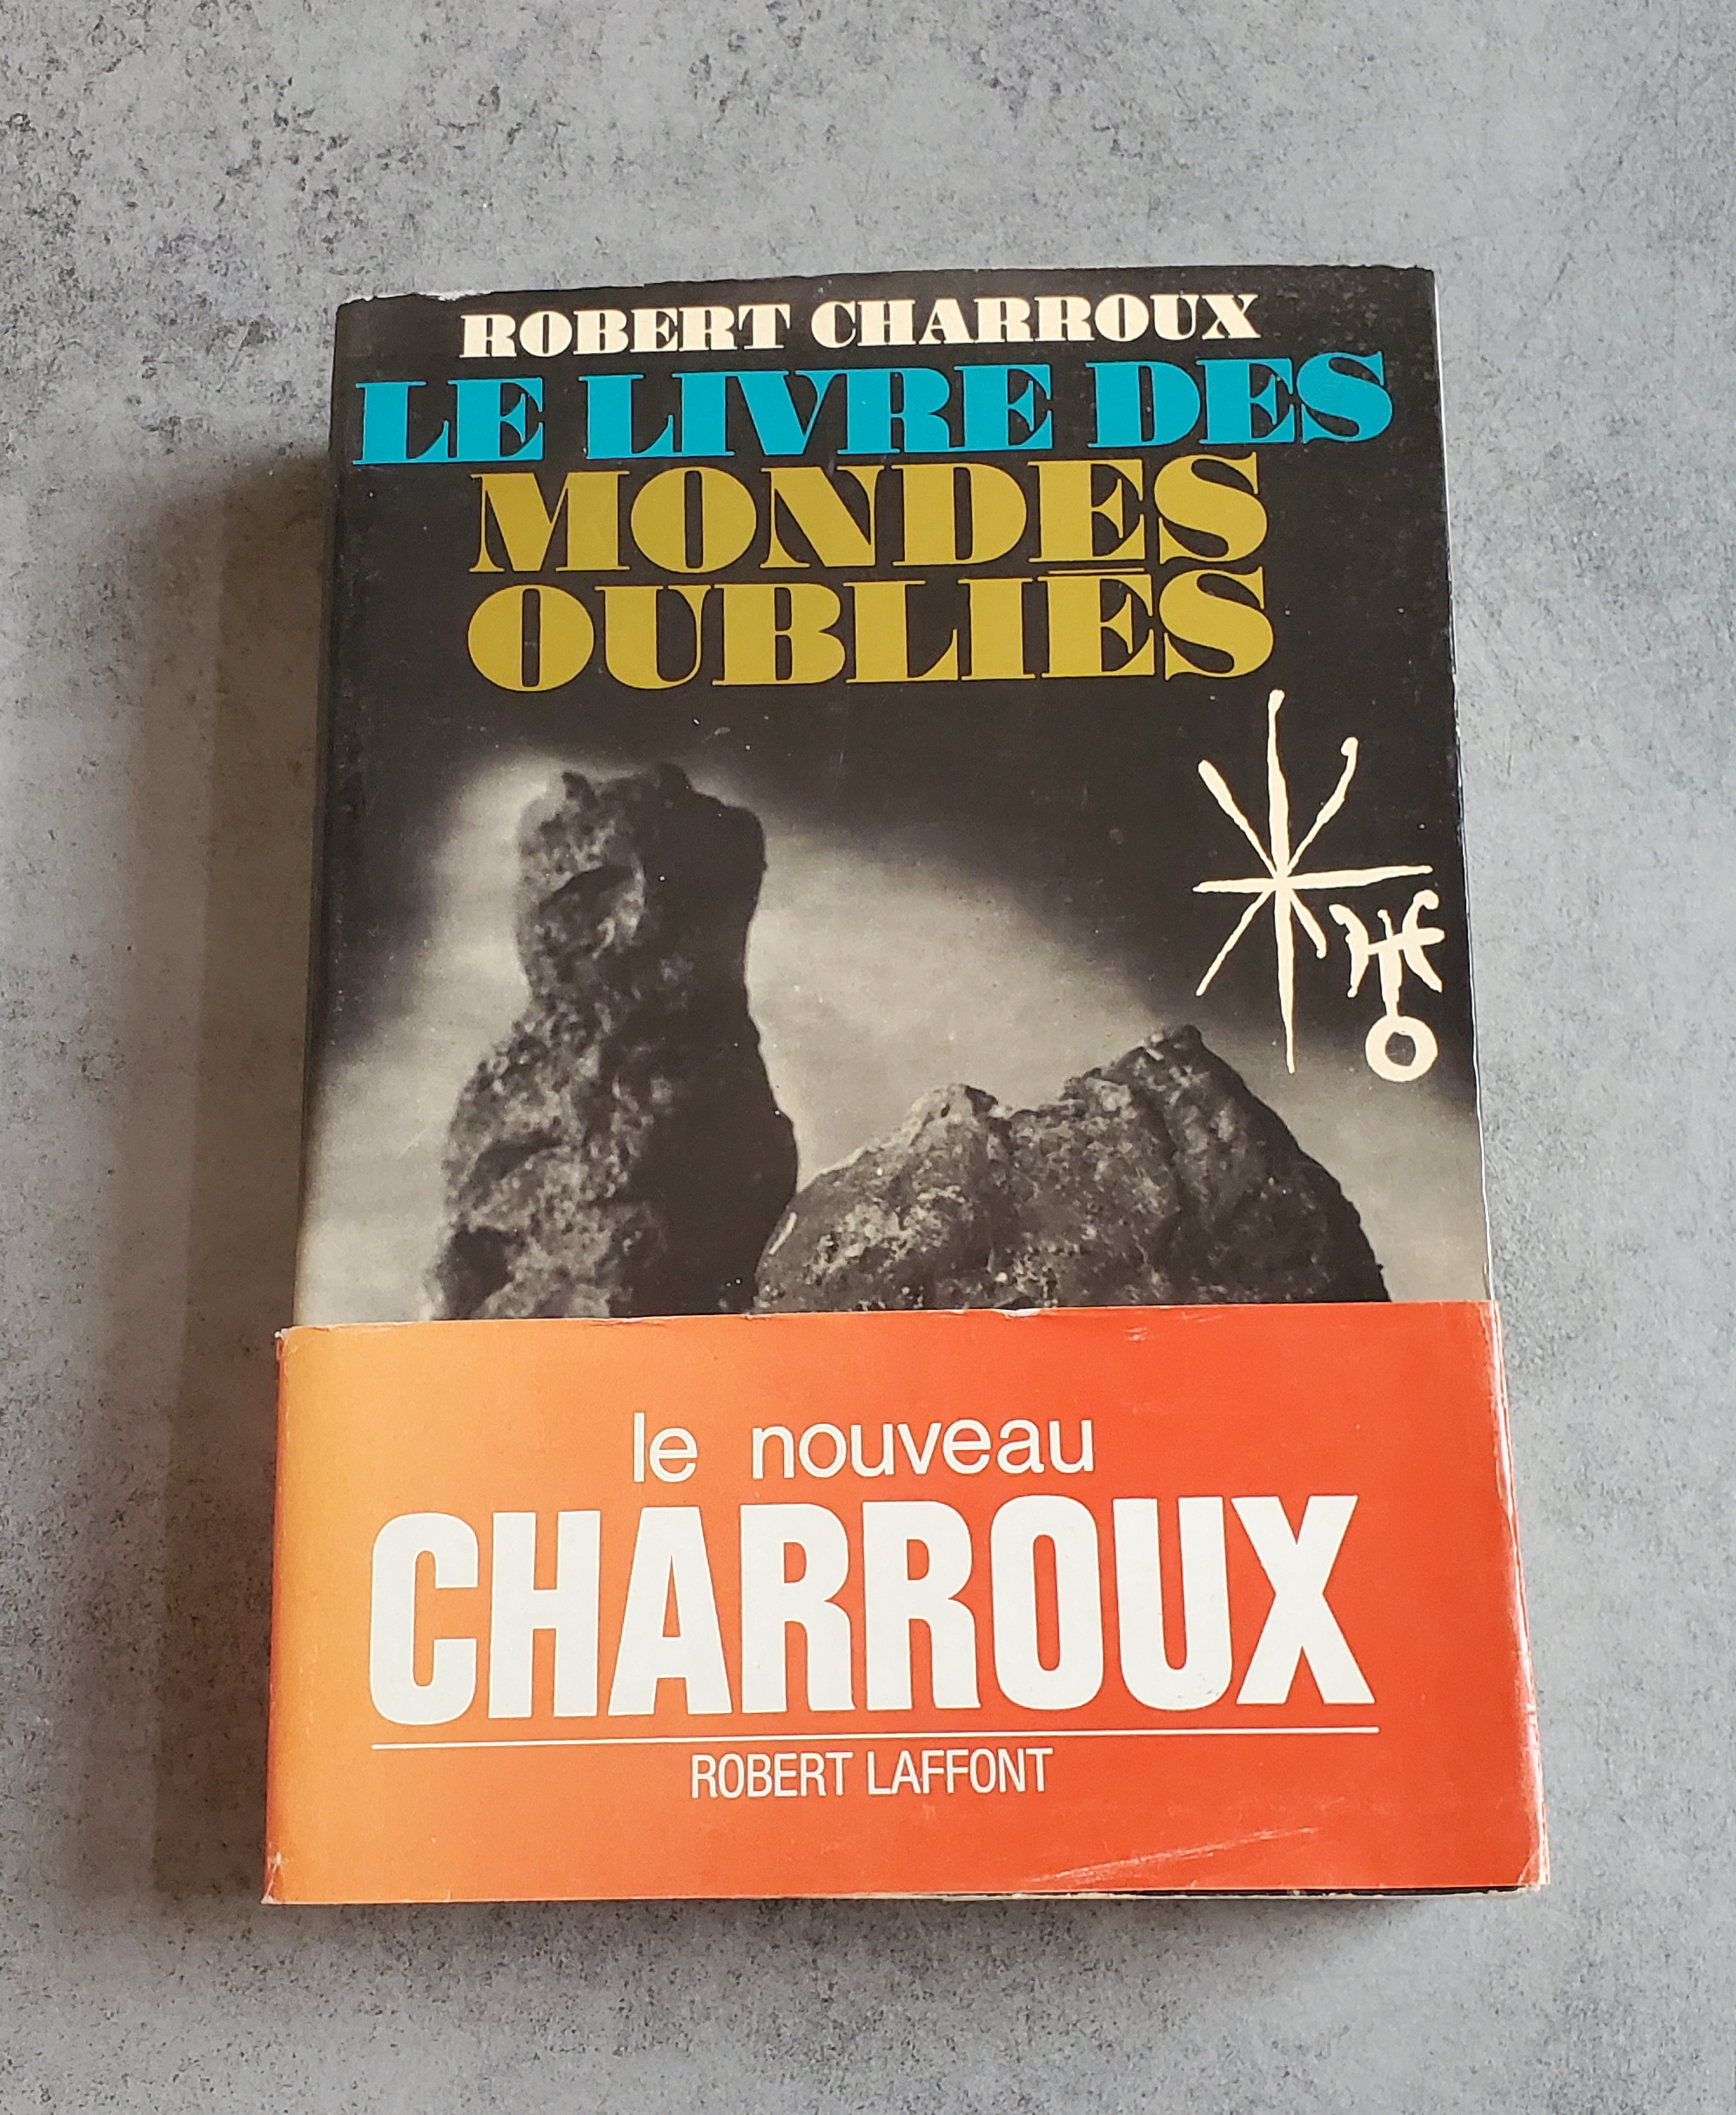 ROBERT CHARROUX
LE LIVRE DES
MONDES
OUBLIÉS
le nouveau
CHARROUX
ROBERT LAFFONT